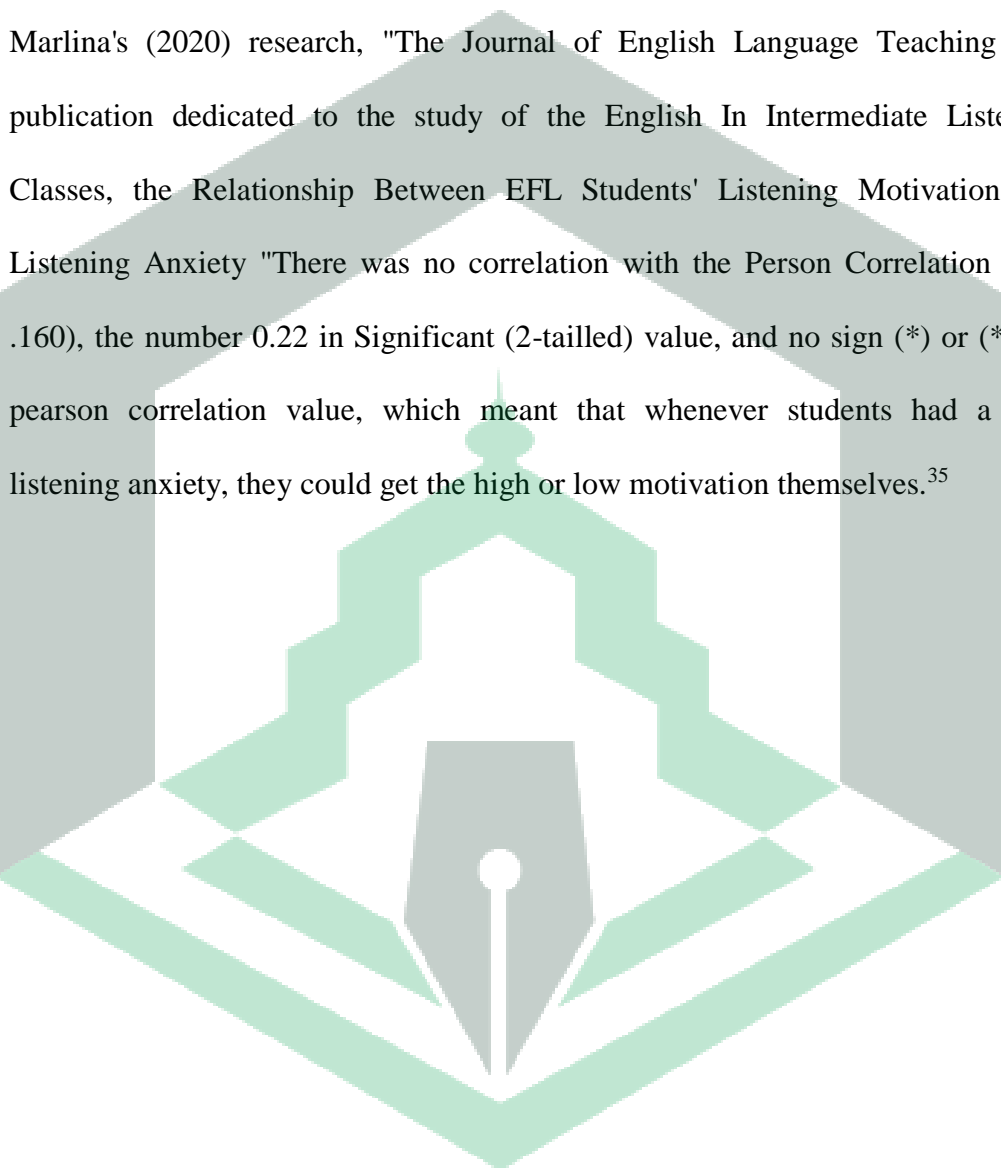 Marlina's (2020) research, "The Journal of English Language Teaching
publication dedicated to the study of the English In Intermediate Liste
Classes, the Relationship Between EFL Students' Listening Motivation
Listening Anxiety "There was no correlation with the Person Correlation
.160), the number 0.22 in Significant (2-tailled) value, and no sign (*) or (*
pearson correlation value, which meant that whenever students had a
listening anxiety, they could get the high or low motivation themselves.35